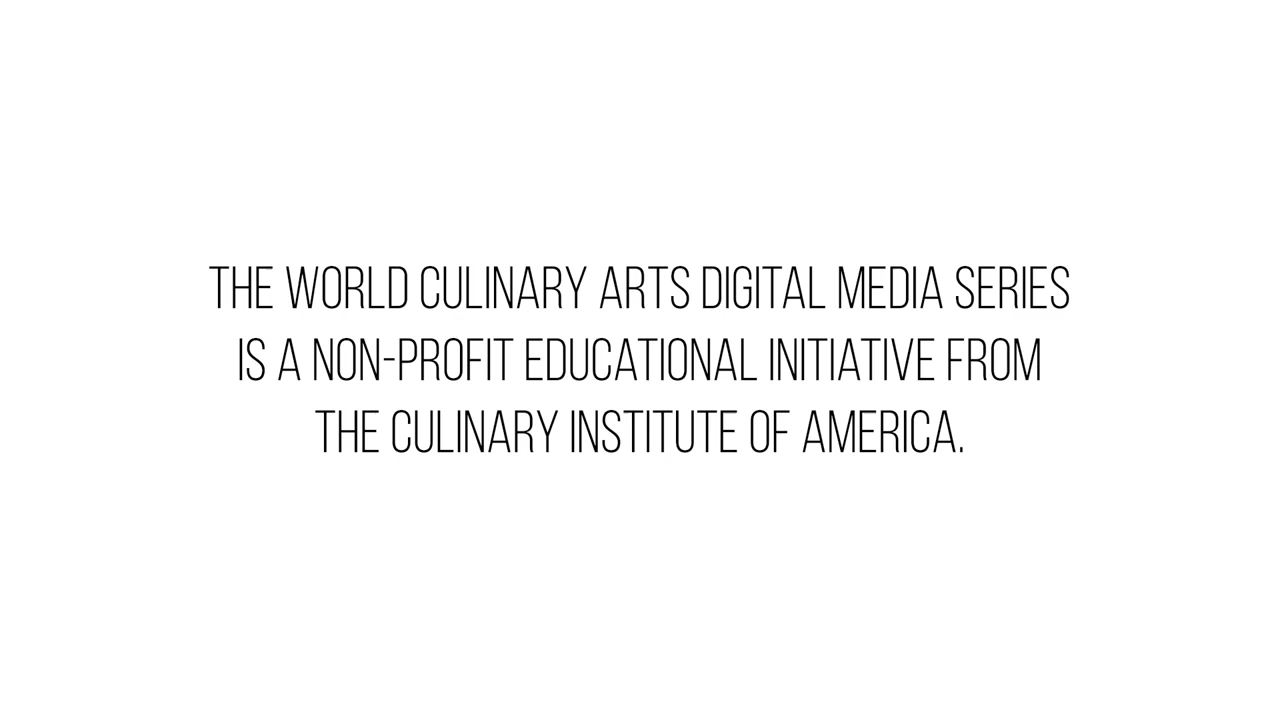 THE WORLD CULINARY ARTS DIGITAL MEDIA SERIES
IS A NON-PROFIT EDUCATIONAL INITIATIVE FROM
THE CULINARY INSTITUTE OF AMERICA.